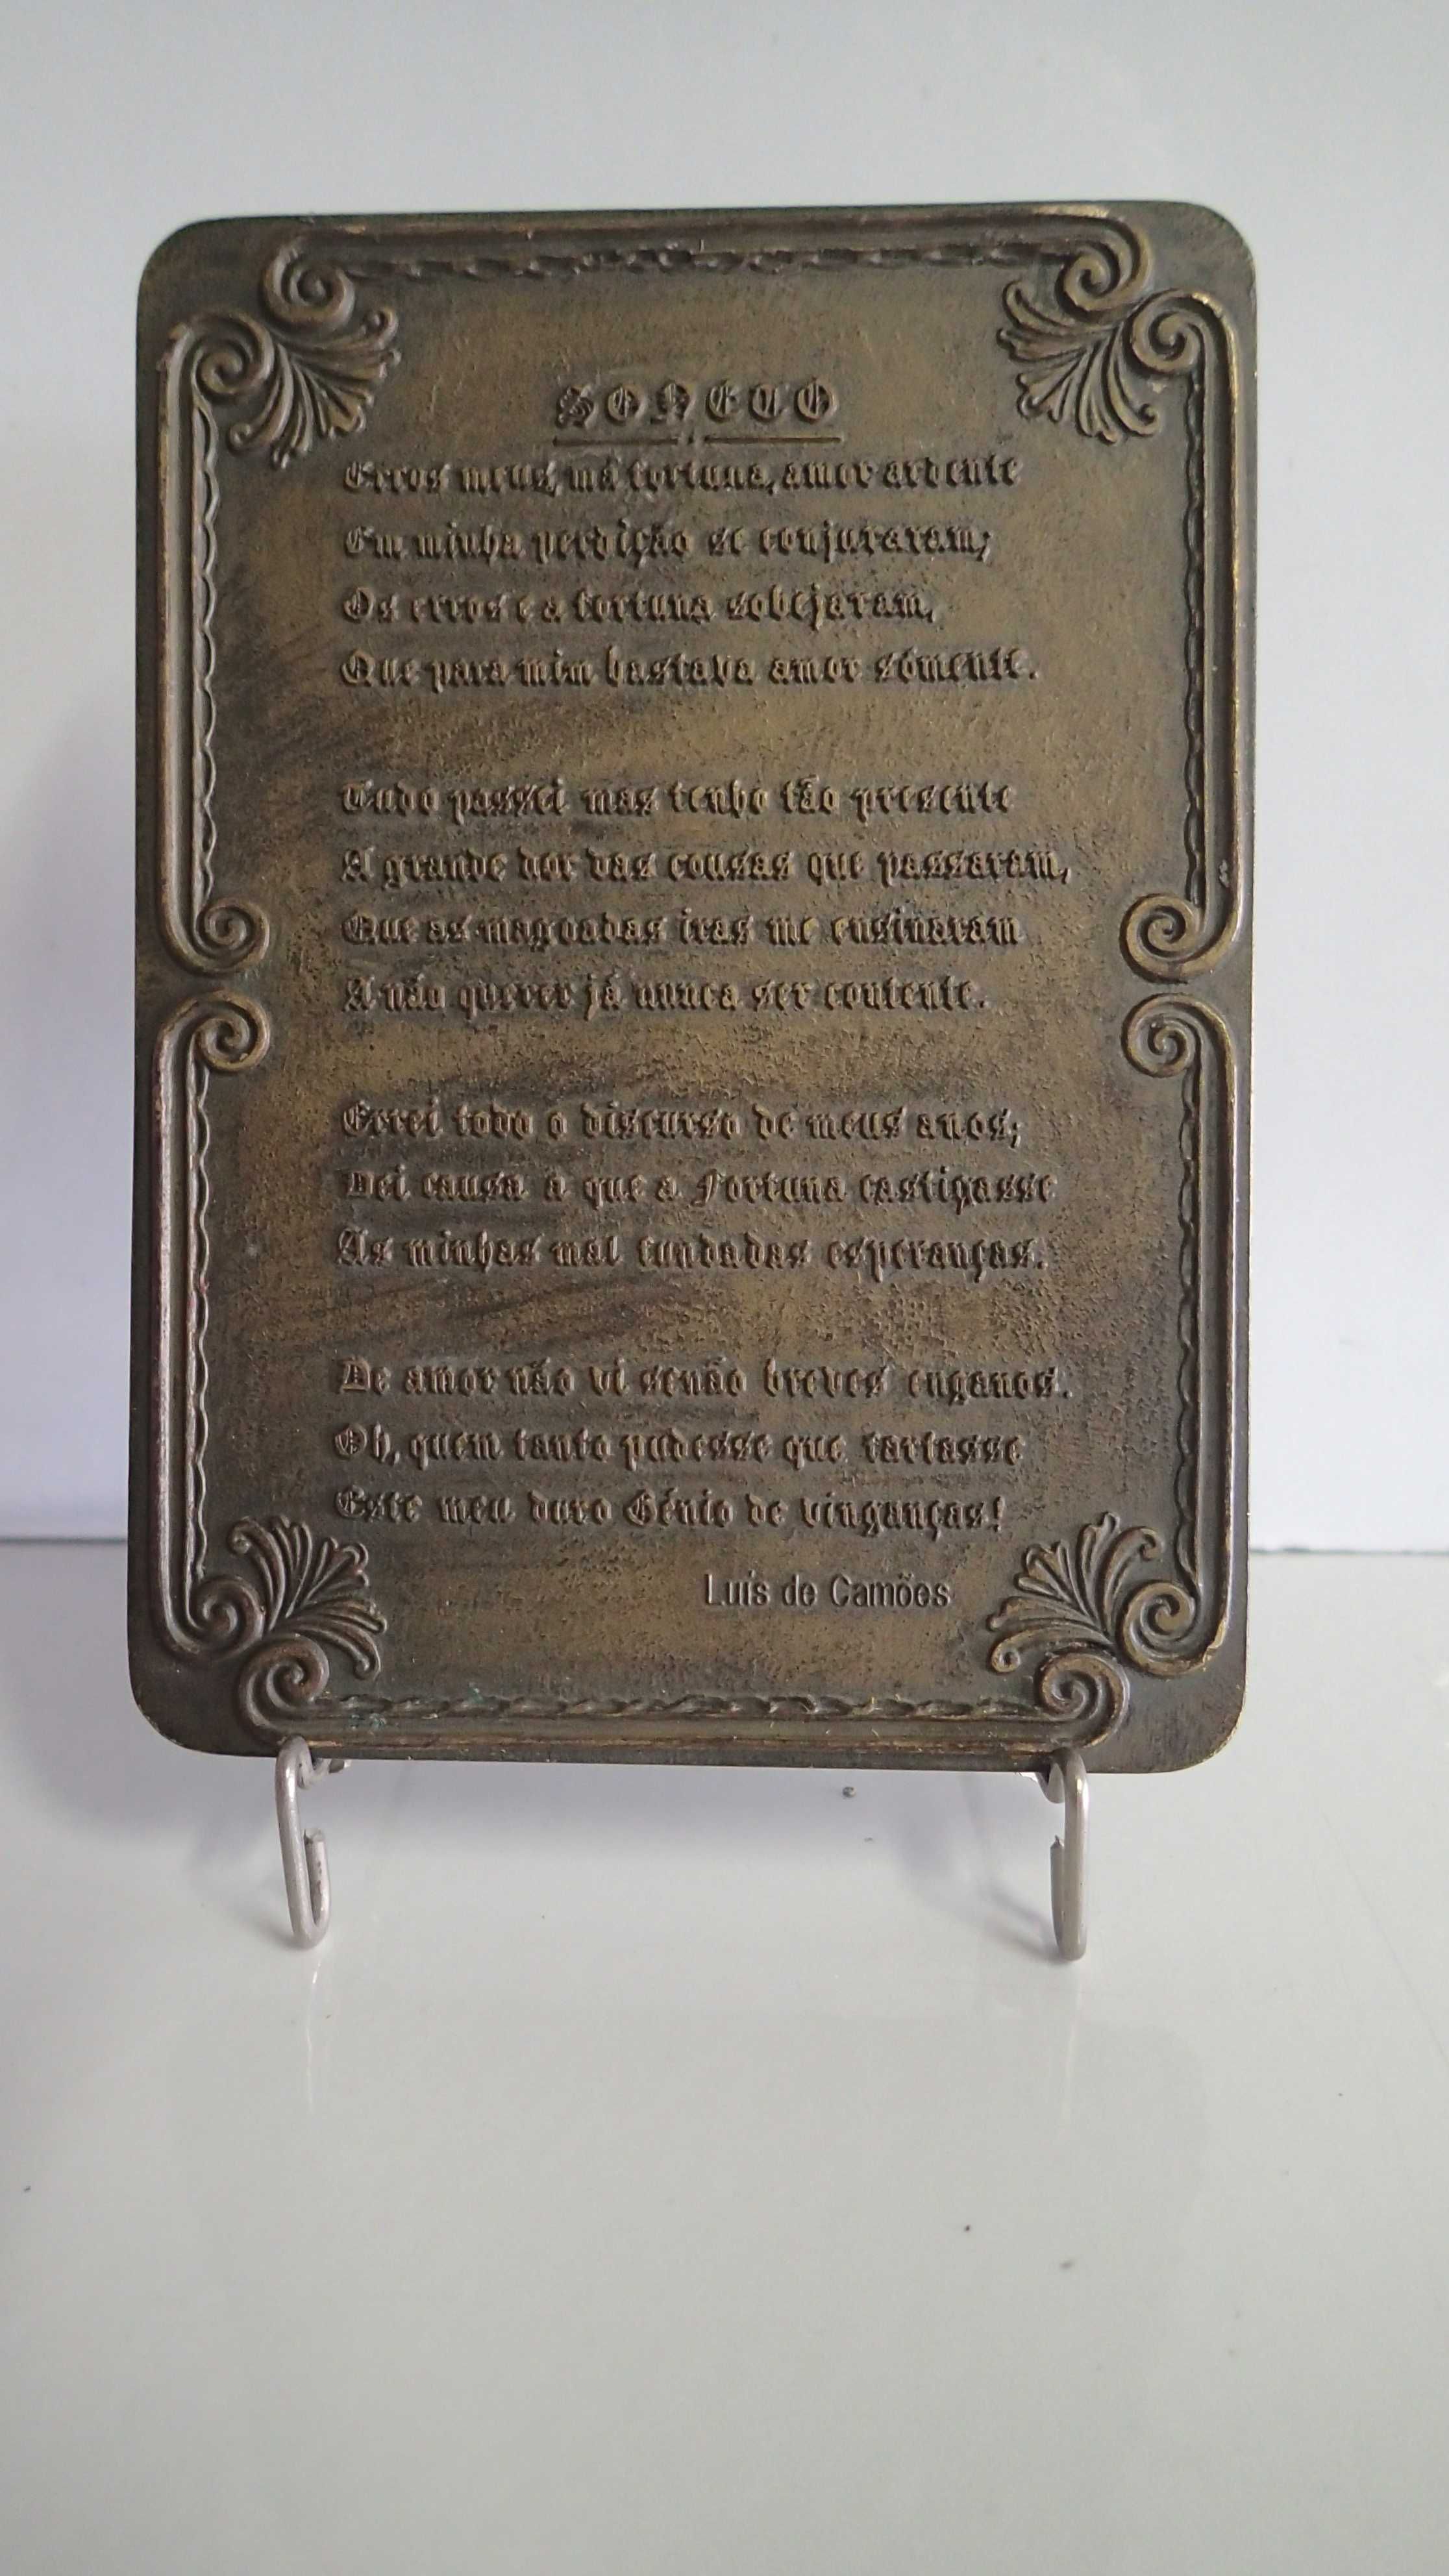 SONETO
Erros meus, má fortuna, amor ardente
Em minha perdição se conjuraram;
Os erros e a fortuna sobejaram,
Que para mim bastava amor sòmente.
Tudo passei mas tenho tão presente
A grande dor das cousas que passaram,
Que as magoadas iras me ensinaram
A não querer já nunca ser contente.
Errei todo o discurso de meus anos;
Dei causa a que a Fortuna castigasse
As minhas mal fundadas esperanças.
De amor não vi senão breves enganos.
Oh, quem tanto pudesse que fartasse
Este meu duro Génio de vinganças!
Luís de Camões